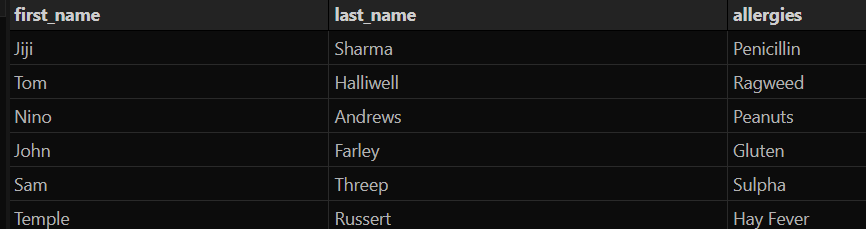 first_name last_name allergies
Jiji Sharma Penicillin
Tom Halliwell Ragweed
Nino Andrews Peanuts
John Farley Gluten
Sam Threep Sulpha
Temple Russert Hay Fever